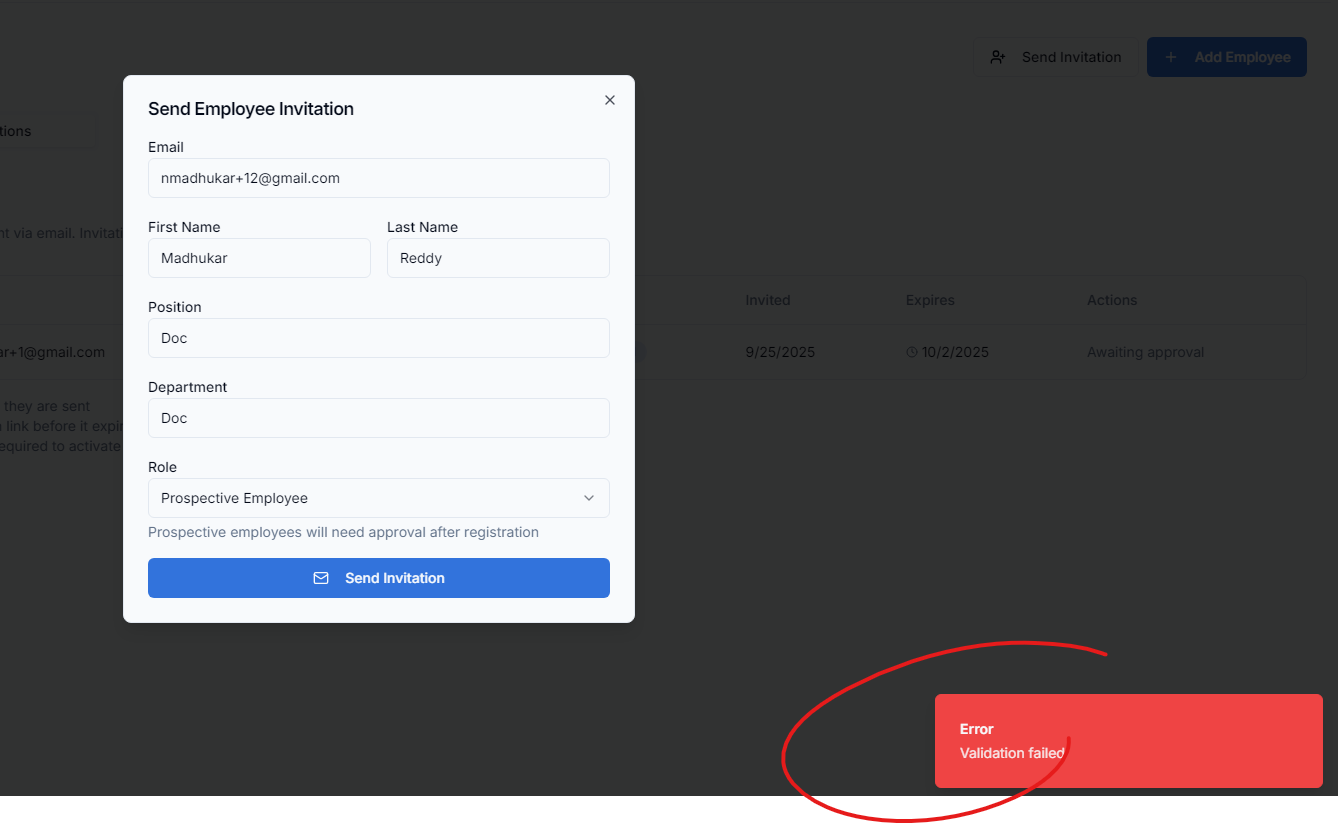 Send Invitation
Add Employee
Send Employee Invitation
tions
Email
nmadhukar+12@gmail.com
First Name Last Name
Madhukar Reddy
nt via email. Invitati
Position
Invited Expires Actions
Doc
ar+1@gmail.com 9/25/2025 10/2/2025 Awaiting approval
Department
they are sent
Doc
link before it expir
equired to activate
Role
Prospective Employee
Prospective employees will need approval after registration
Send Invitation
Error
Validation failed